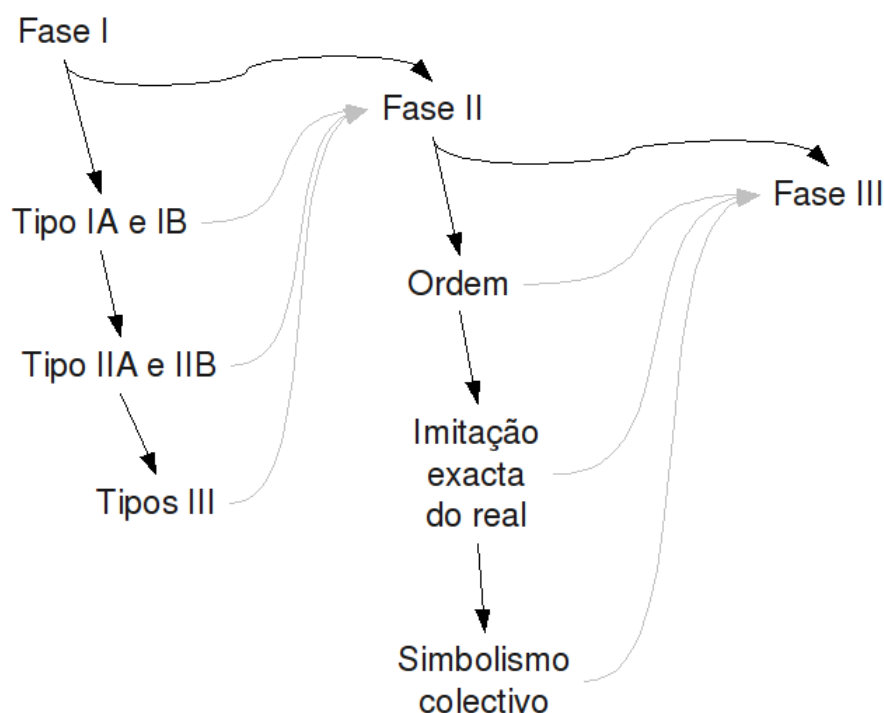 Fase I
Fase II
Fase III
Tipo IA e IB
Ordem
Tipo IIA e IIB
Imitação
exacta
do real
Tipos III
Simbolismo
colectivo